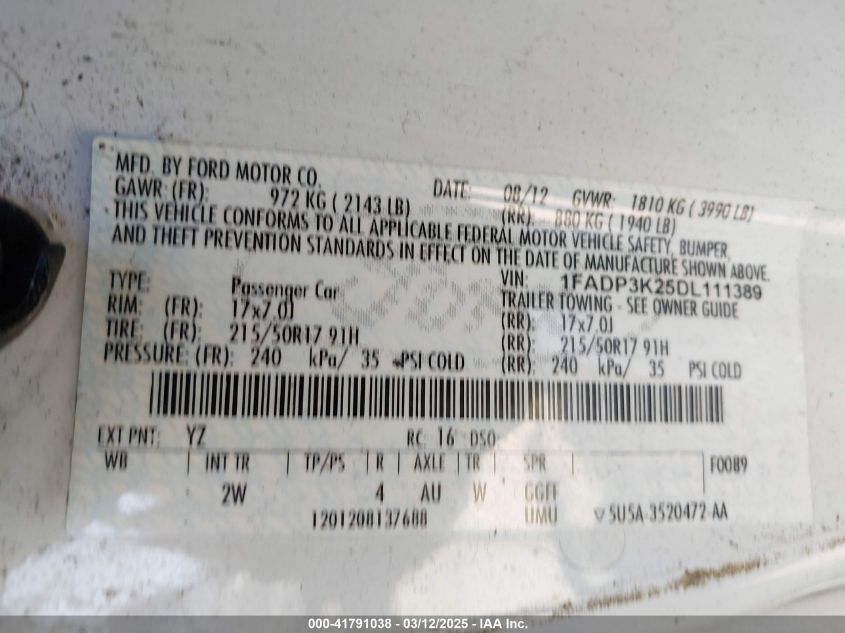 MFD. BY FORD MOTOR CO. DATE: 08/12 GVWR: 1810 KG ( 3990 LB)
GAWR: (FR): 972 KG ( 2143 LB) (RR): 880 KG ( 1940 LB)
THIS VEHICLE CONFORMS TO ALL APPLICABLE FEDERAL MOTOR VEHICLE SAFETY, BUMPER,
AND THEFT PREVENTION STANDARDS IN EFFECT ON THE DATE OF MANUFACTURE SHOWN ABOVE.
VIN: 1FADP3K25DL111389
TYPE: Passenger Car TRAILER TOWING - SEE OWNER GUIDE
RIM: (FR): 17x7.0J (RR): 17x7.0J
TIRE: (FR): 215/50R17 91H (RR): 215/50R17 91H
PRESSURE: (FR): 240 kPa/ 35 PSI COLD (RR): 240 kPa/ 35 PSI COLD
EXT PNT: YZ RC: 16 DSO:
WB | INT TR | TP/PS | R | AXLE | TR | SPR F0089
2W 4 AU W GGFF
1201208137688 UMU ▽5U5A-3520472-AA
000-41791038 - 03/12/2025 - IAA Inc.